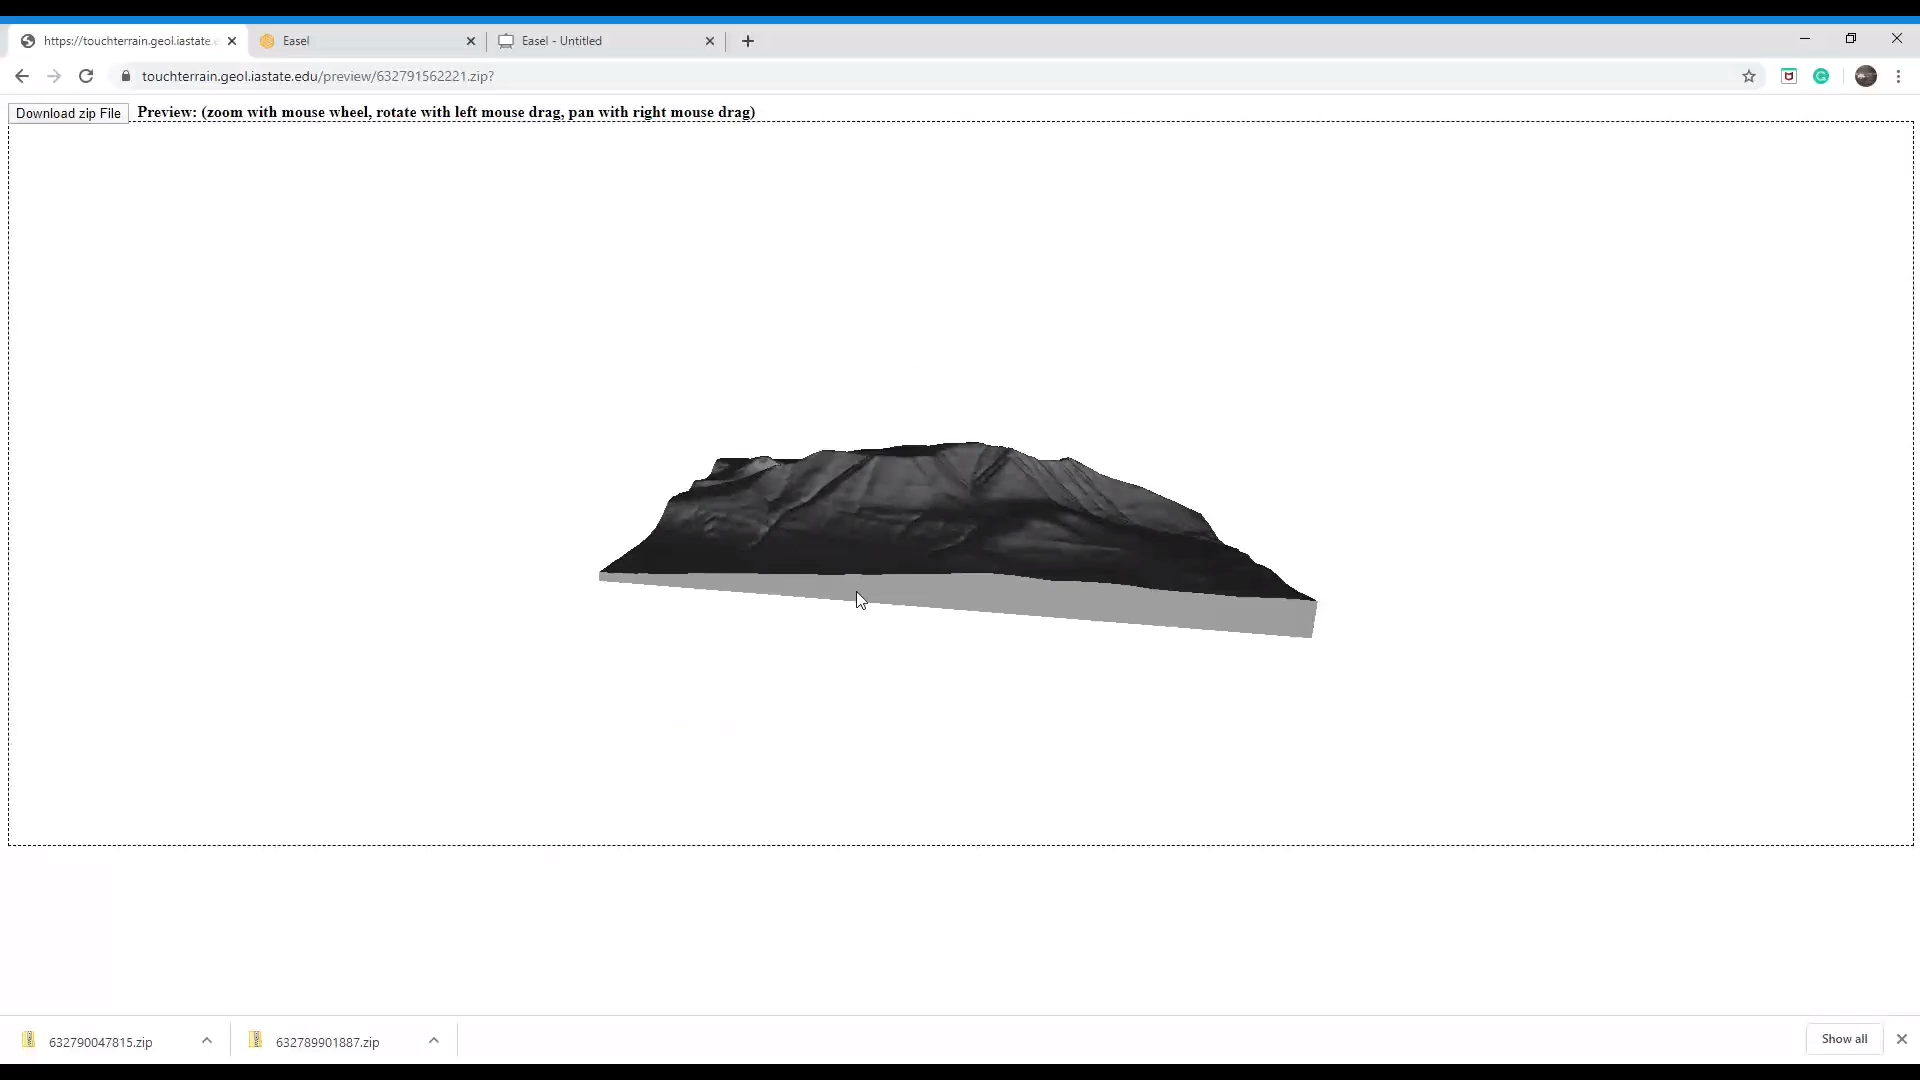 https://touchterrain.geol.iastate.e
Easel
Easel - Untitled
touchterrain.geol.iastate.edu/preview/632791562221.zip?
Download zip File
Preview: (zoom with mouse wheel, rotate with left mouse drag, pan with right mouse drag)
632790047815.zip
632789901887.zip
Show all